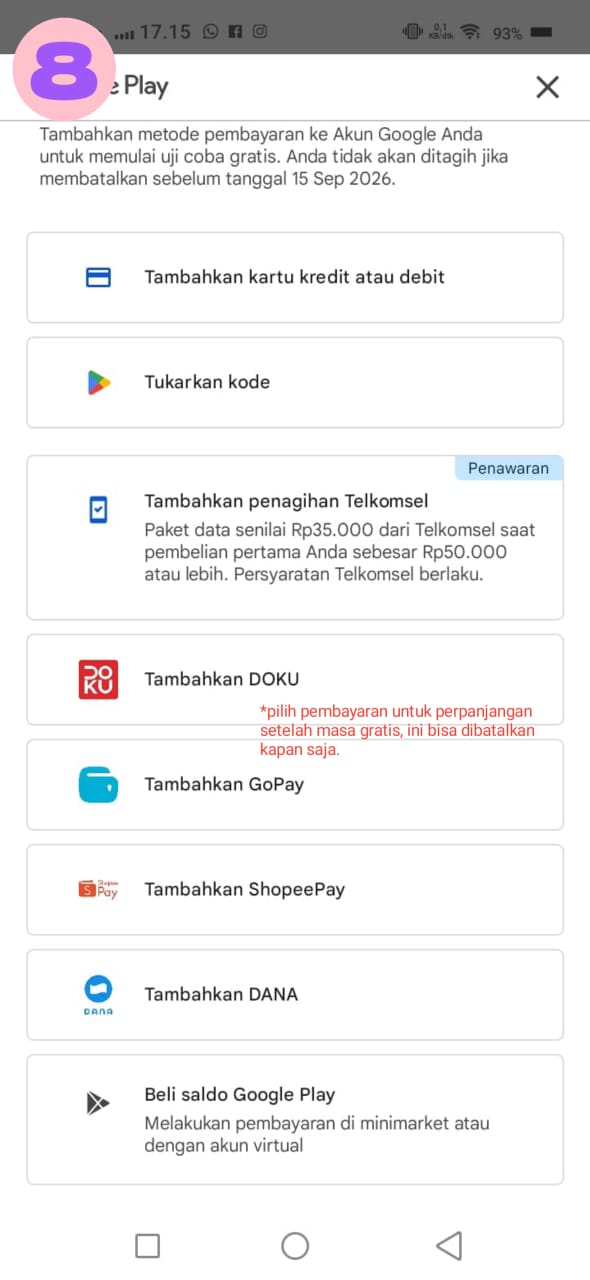 17.15
0,1
KB/dtk
93%
8
e Play
Tambahkan metode pembayaran ke Akun Google Anda
untuk memulai uji coba gratis. Anda tidak akan ditagih jika
membatalkan sebelum tanggal 15 Sep 2026.
Tambahkan kartu kredit atau debit
Tukarkan kode
Penawaran
Tambahkan penagihan Telkomsel
Paket data senilai Rp35.000 dari Telkomsel saat
pembelian pertama Anda sebesar Rp50.000
atau lebih. Persyaratan Telkomsel berlaku.
DO
KU
Tambahkan DOKU
*pilih pembayaran untuk perpanjangan
setelah masa gratis, ini bisa dibatalkan
kapan saja.
Tambahkan GoPay
S Shopee
Pay
Tambahkan ShopeePay
DANA
Tambahkan DANA
Beli saldo Google Play
Melakukan pembayaran di minimarket atau
dengan akun virtual